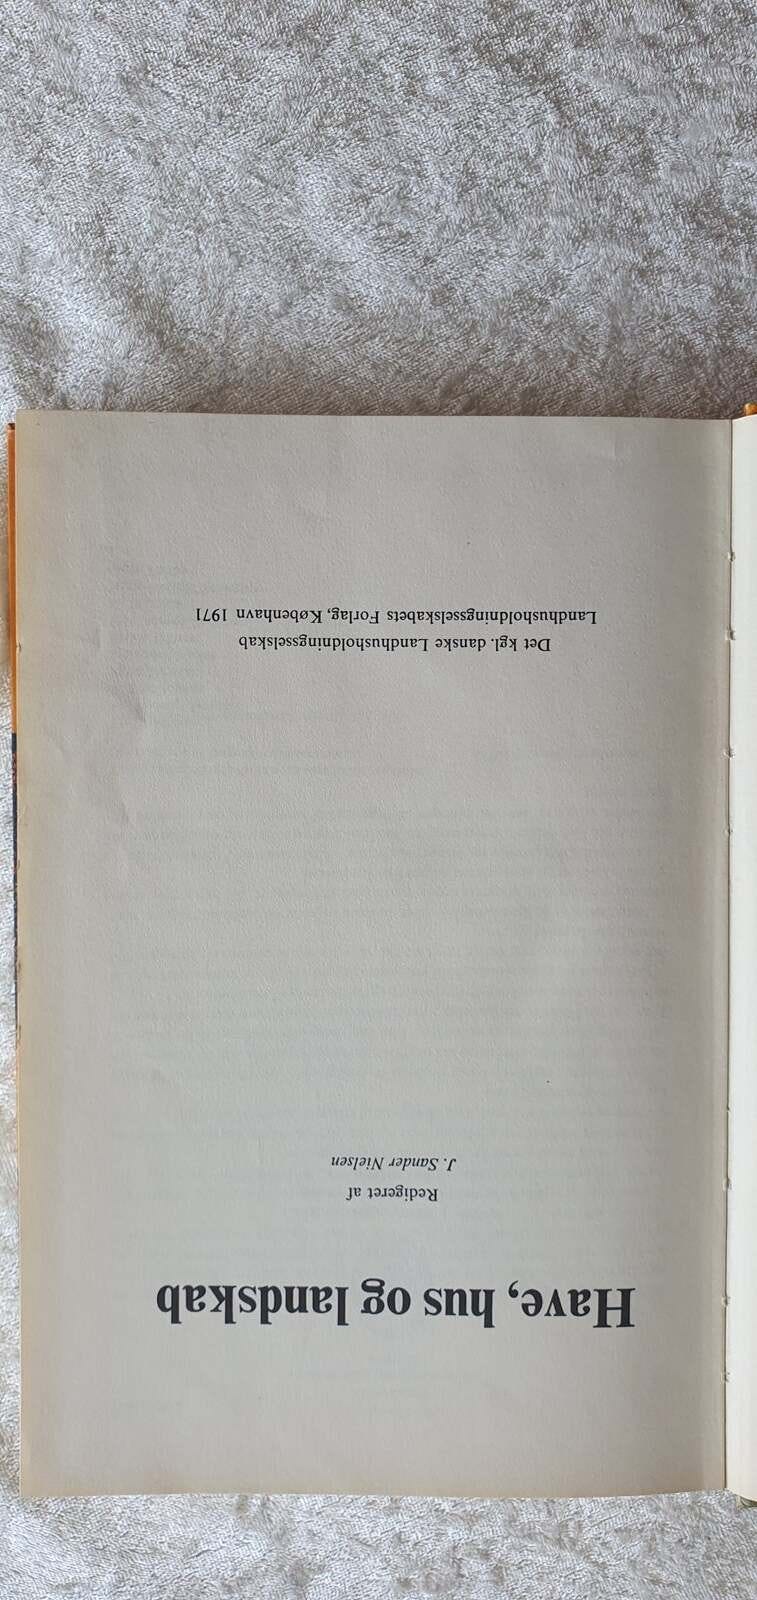 Have, hus og landskab
Redigeret af
J. Sander Nielsen
Det kgl. danske Landhusholdningsselskab
Landhusholdningsselskabets Forlag, København 1971